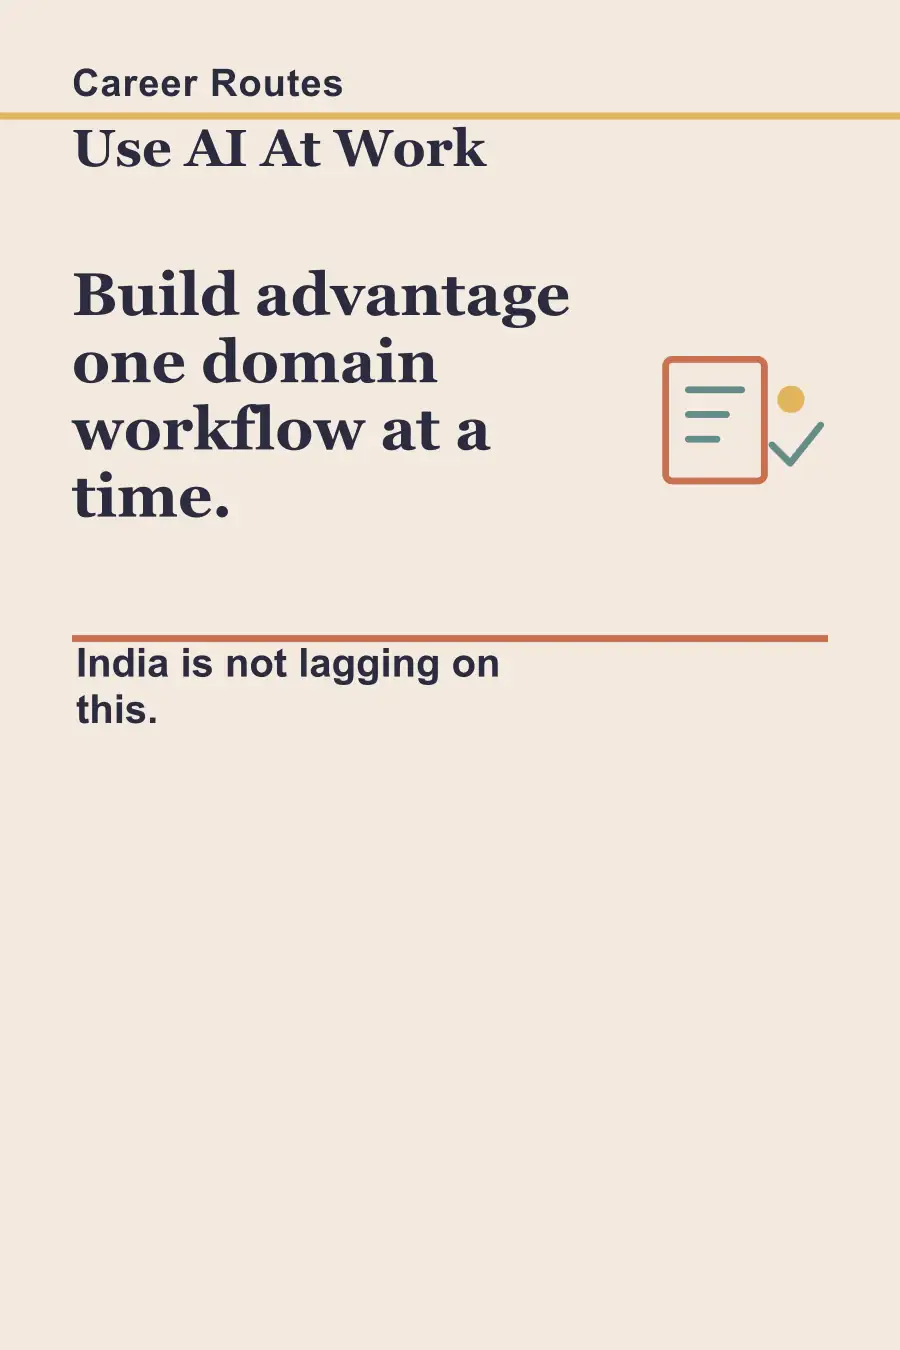 Career Routes
Use AI At Work
Build advantage
one domain
workflow at a
time.
India is not lagging on
this.